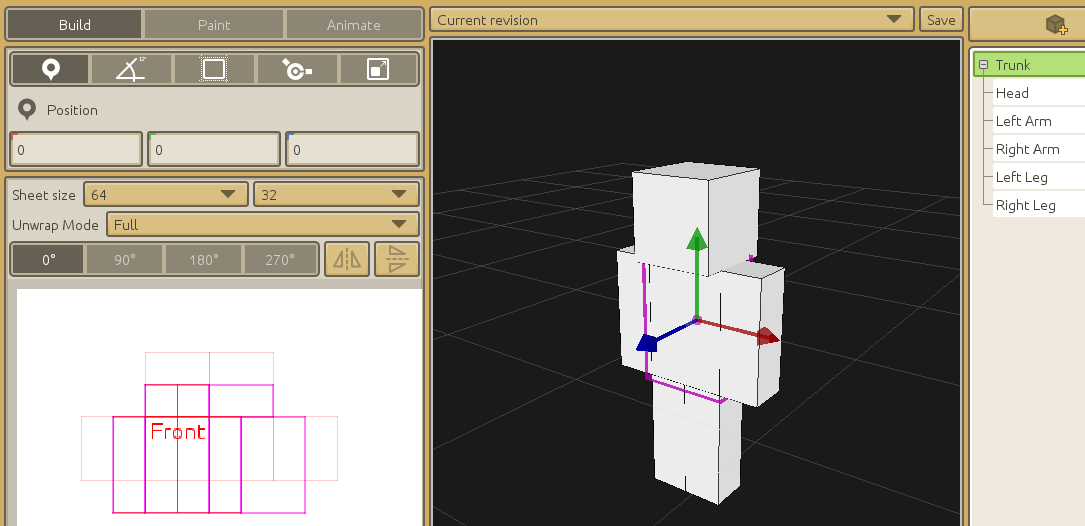 Build Paint Animate
12°
Position
0 0 0
Sheet size 64 32
Unwrap Mode Full
0° 90° 180° 270°
Front
Current revision Save
Trunk
Head
Left Arm
Right Arm
Left Leg
Right Leg